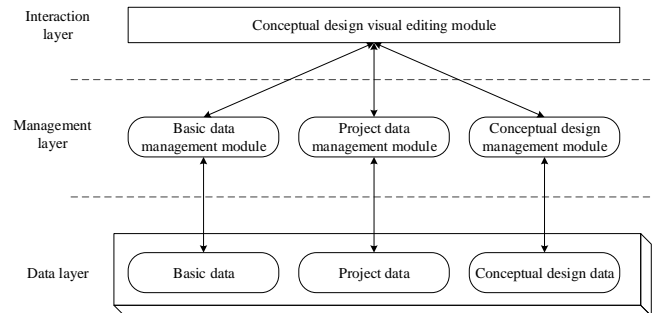 Interaction
layer
Conceptual design visual editing module
Management
layer
Basic data
management module
Project data
management module
Conceptual design
management module
Data layer
Basic data
Project data
Conceptual design data